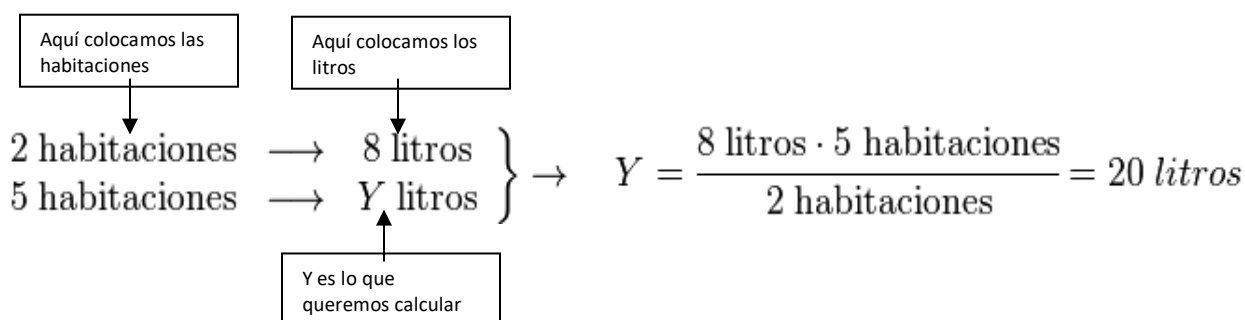 Aquí colocamos las
habitaciones
Aquí colocamos los
litros
2 habitaciones ⟶ 8 litros
5 habitaciones ⟶ Y litros
} → Y = 8 litros · 5 habitaciones / 2 habitaciones = 20 litros
Y es lo que
queremos calcular